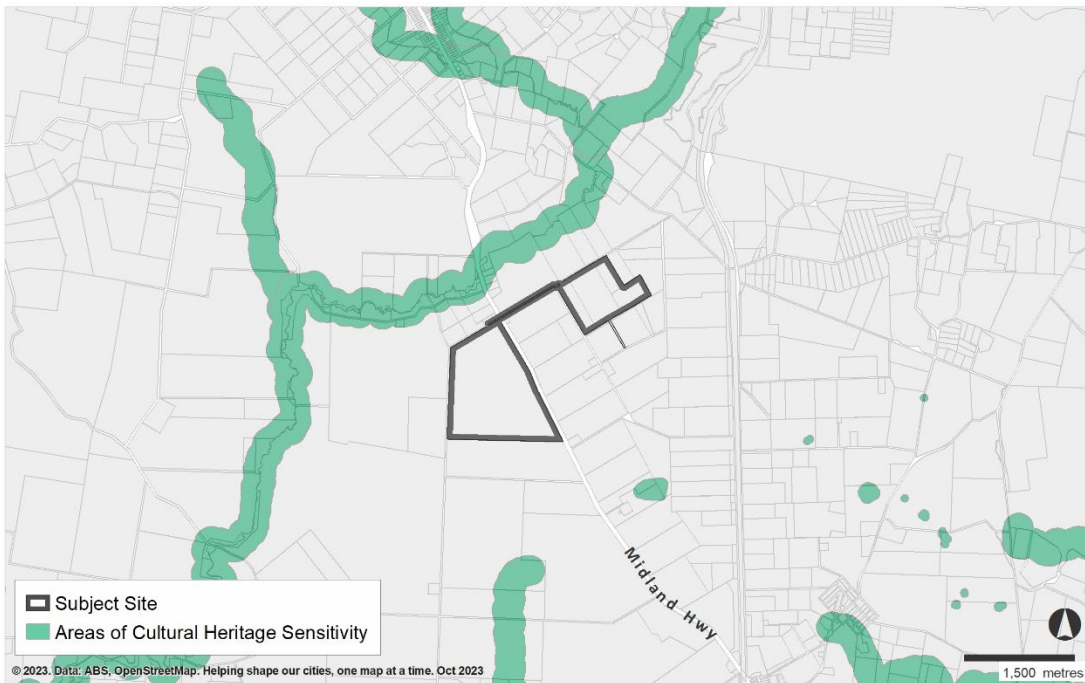 Midland Hwy
Subject Site
Areas of Cultural Heritage Sensitivity
© 2023. Data: ABS, OpenStreetMap. Helping shape our cities, one map at a time. Oct 2023
1,500 metres